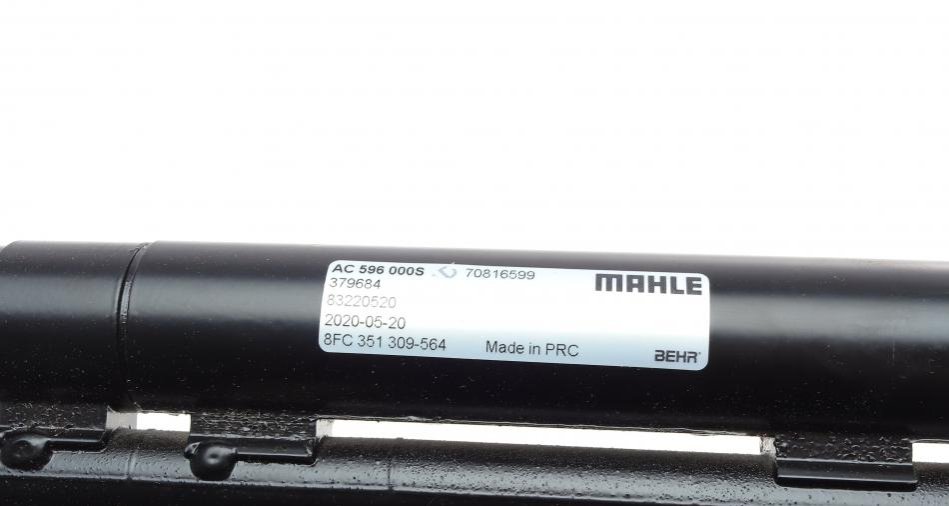 AC 596 000S 70816599
MAHLE
379684
83220520
2020-05-20
8FC 351 309-564 Made in PRC
BEHR